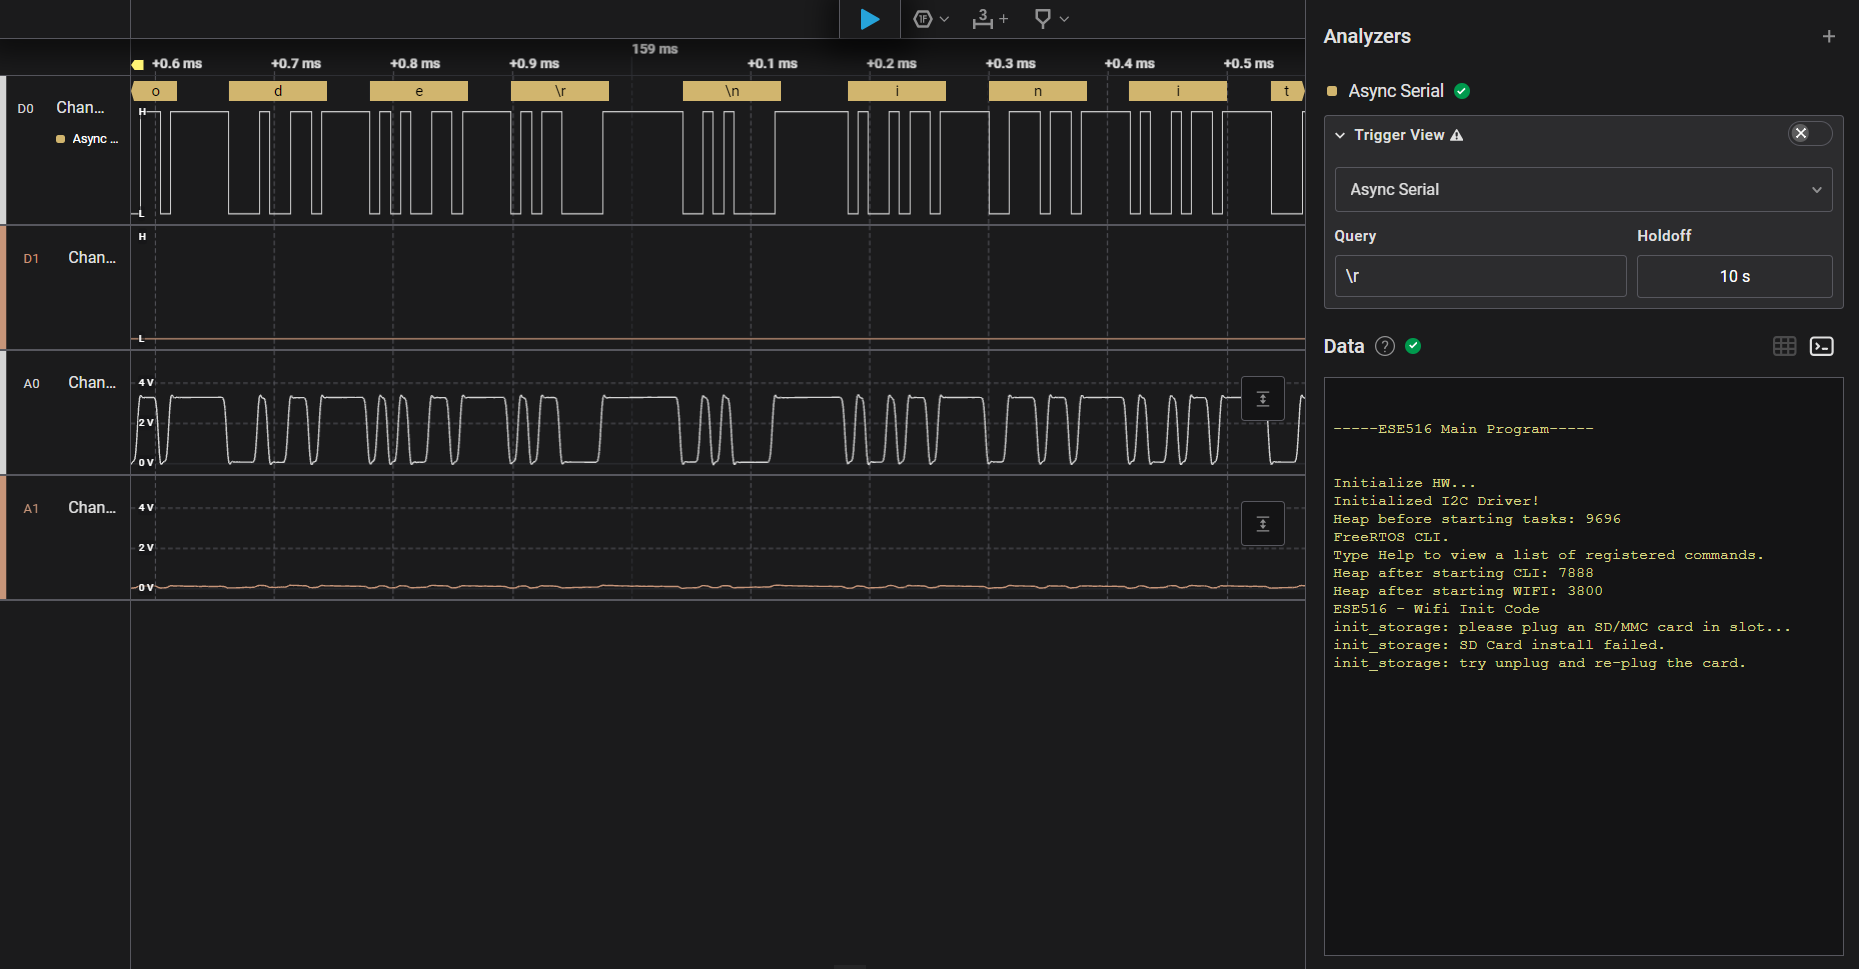 1F
3
+
159 ms
+0.6 ms +0.7 ms +0.8 ms +0.9 ms +0.1 ms +0.2 ms +0.3 ms +0.4 ms +0.5 ms
o d e \r \n i n i t
D0 Chan...
Async ...
H
L
D1 Chan...
H
L
A0 Chan...
4 V
2 V
0 V
A1 Chan...
4 V
2 V
0 V
Analyzers +
Async Serial
Trigger View
Async Serial
Query Holdoff
\r 10 s
Data ?
-----ESE516 Main Program-----
Initialize HW...
Initialized I2C Driver!
Heap before starting tasks: 9696
FreeRTOS CLI.
Type Help to view a list of registered commands.
Heap after starting CLI: 7888
Heap after starting WIFI: 3800
ESE516 - Wifi Init Code
init_storage: please plug an SD/MMC card in slot...
init_storage: SD Card install failed.
init_storage: try unplug and re-plug the card.